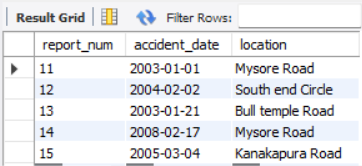 Result Grid Filter Rows:
report_num accident_date location
11 2003-01-01 Mysore Road
12 2004-02-02 South end Circle
13 2003-01-21 Bull temple Road
14 2008-02-17 Mysore Road
15 2005-03-04 Kanakapura Road